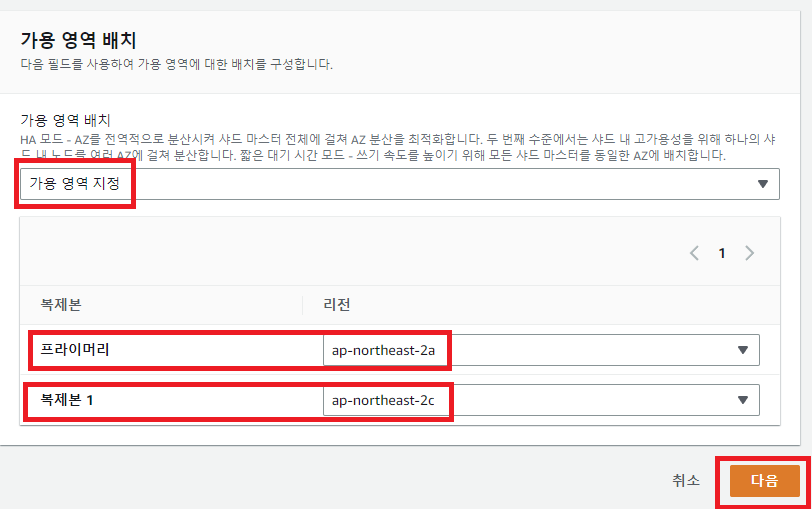 가용 영역 배치
다음 필드를 사용하여 가용 영역에 대한 배치를 구성합니다.
가용 영역 배치
HA 모드 - AZ를 전역적으로 분산시켜 샤드 마스터 전체에 걸쳐 AZ 분산을 최적화합니다. 두 번째 수준에서는 샤드 내 고가용성을 위해 하나의 샤
드 내 노드를 여러 AZ에 걸쳐 분산합니다. 짧은 대기 시간 모드 - 쓰기 속도를 높이기 위해 모든 샤드 마스터를 동일한 AZ에 배치합니다.
가용 영역 지정
1
복제본 리전
프라이머리 ap-northeast-2a
복제본 1 ap-northeast-2c
취소 다음